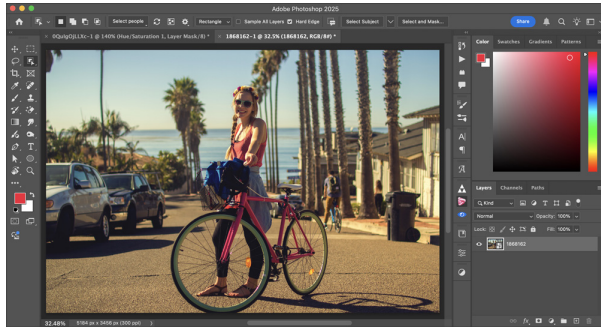 Adobe Photoshop 2025
Select people
Rectangle
Sample All Layers
Hard Edge
Select Subject
Select and Mask...
Share
× 0QuIgOjLLXc-1 @ 140% (Hue/Saturation 1, Layer Mask/8) *
× 1868162-1 @ 32.5% (1868162, RGB/8#) *
Color Swatches Gradients Patterns
Layers Channels Paths
Kind
Normal
Opacity: 100%
Lock:
Fill: 100%
1868162
32.48% 5184 px x 3456 px (300 ppi)